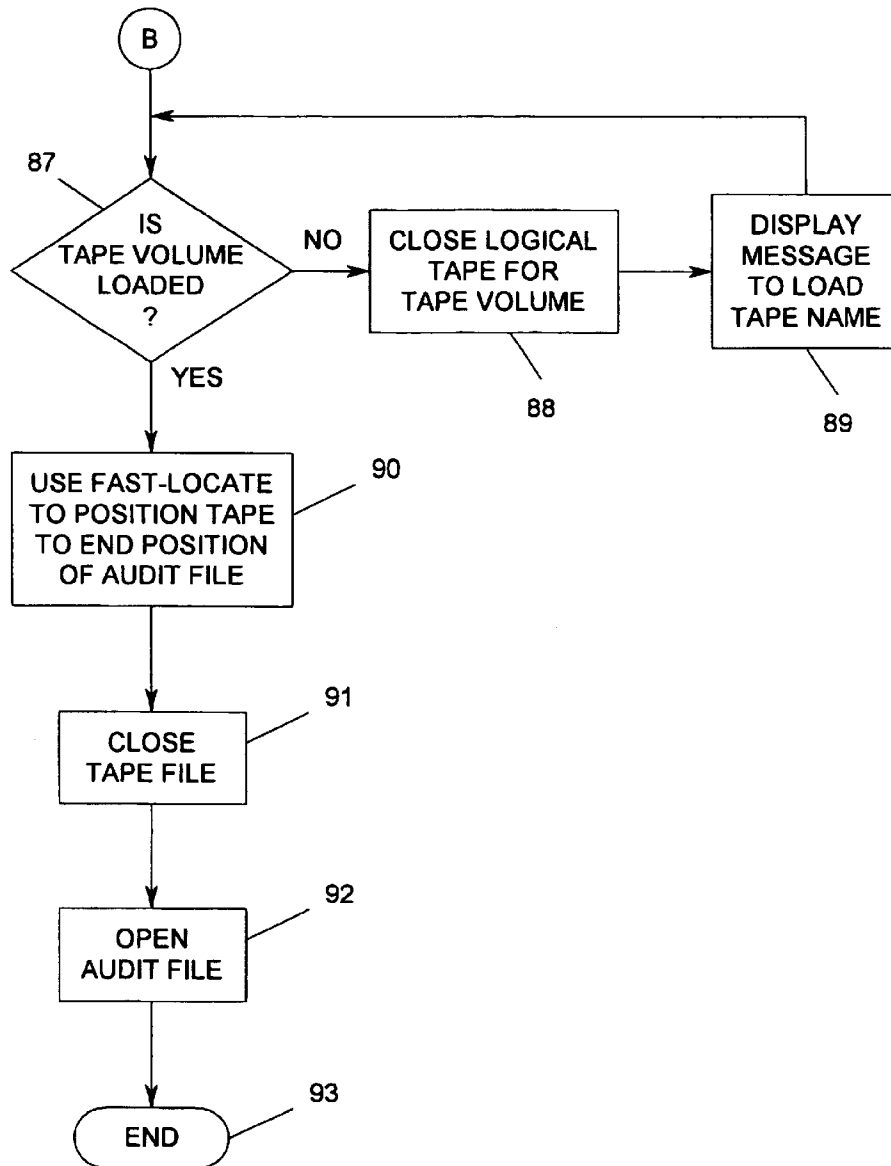 B
87
IS
TAPE VOLUME
LOADED
?
NO
CLOSE LOGICAL
TAPE FOR
TAPE VOLUME
88
DISPLAY
MESSAGE
TO LOAD
TAPE NAME
89
YES
USE FAST-LOCATE
TO POSITION TAPE
TO END POSITION
OF AUDIT FILE
90
CLOSE
TAPE FILE
91
OPEN
AUDIT FILE
92
END
93